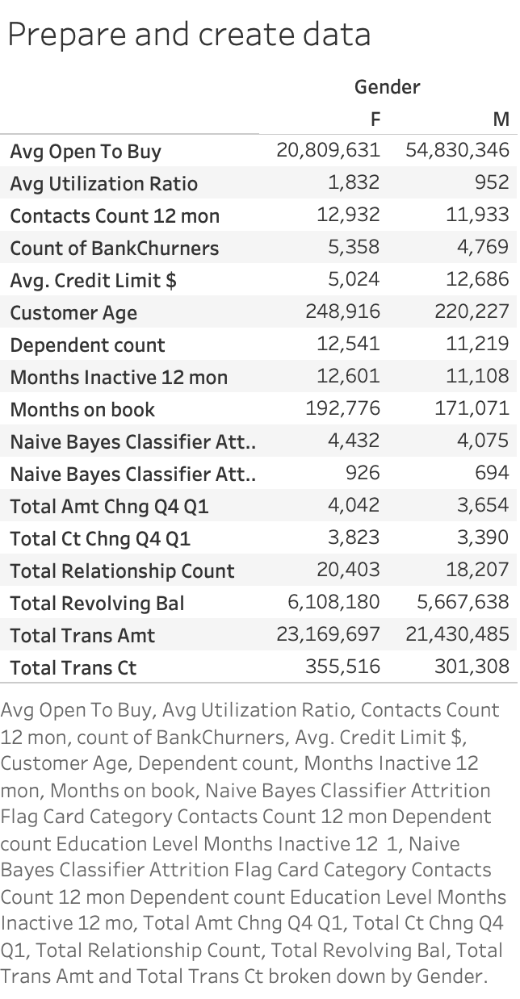 Prepare and create data
Gender
F M
Avg Open To Buy 20,809,631 54,830,346
Avg Utilization Ratio 1,832 952
Contacts Count 12 mon 12,932 11,933
Count of BankChurners 5,358 4,769
Avg. Credit Limit $ 5,024 12,686
Customer Age 248,916 220,227
Dependent count 12,541 11,219
Months Inactive 12 mon 12,601 11,108
Months on book 192,776 171,071
Naive Bayes Classifier Att.. 4,432 4,075
Naive Bayes Classifier Att.. 926 694
Total Amt Chng Q4 Q1 4,042 3,654
Total Ct Chng Q4 Q1 3,823 3,390
Total Relationship Count 20,403 18,207
Total Revolving Bal 6,108,180 5,667,638
Total Trans Amt 23,169,697 21,430,485
Total Trans Ct 355,516 301,308
Avg Open To Buy, Avg Utilization Ratio, Contacts Count
12 mon, count of BankChurners, Avg. Credit Limit $,
Customer Age, Dependent count, Months Inactive 12
mon, Months on book, Naive Bayes Classifier Attrition
Flag Card Category Contacts Count 12 mon Dependent
count Education Level Months Inactive 12  1, Naive
Bayes Classifier Attrition Flag Card Category Contacts
Count 12 mon Dependent count Education Level Months
Inactive 12 mo, Total Amt Chng Q4 Q1, Total Ct Chng Q4
Q1, Total Relationship Count, Total Revolving Bal, Total
Trans Amt and Total Trans Ct broken down by Gender.